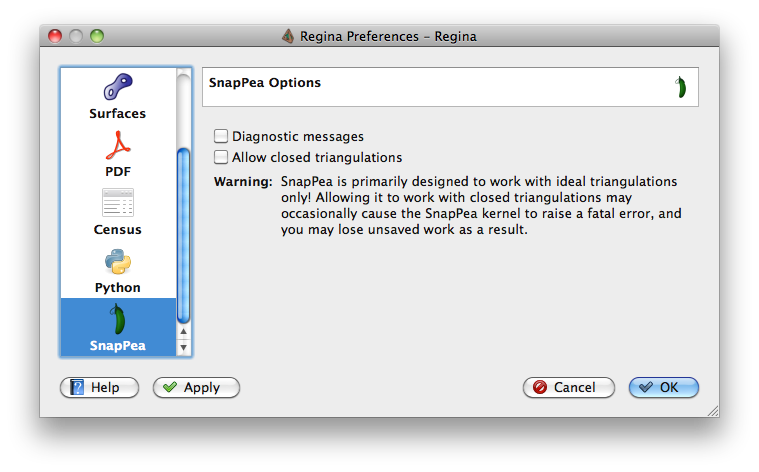 Regina Preferences – Regina
Surfaces
PDF
Census
Python
SnapPea
SnapPea Options
Diagnostic messages
Allow closed triangulations
Warning: SnapPea is primarily designed to work with ideal triangulations
only! Allowing it to work with closed triangulations may
occasionally cause the SnapPea kernel to raise a fatal error, and
you may lose unsaved work as a result.
Help
Apply
Cancel
OK